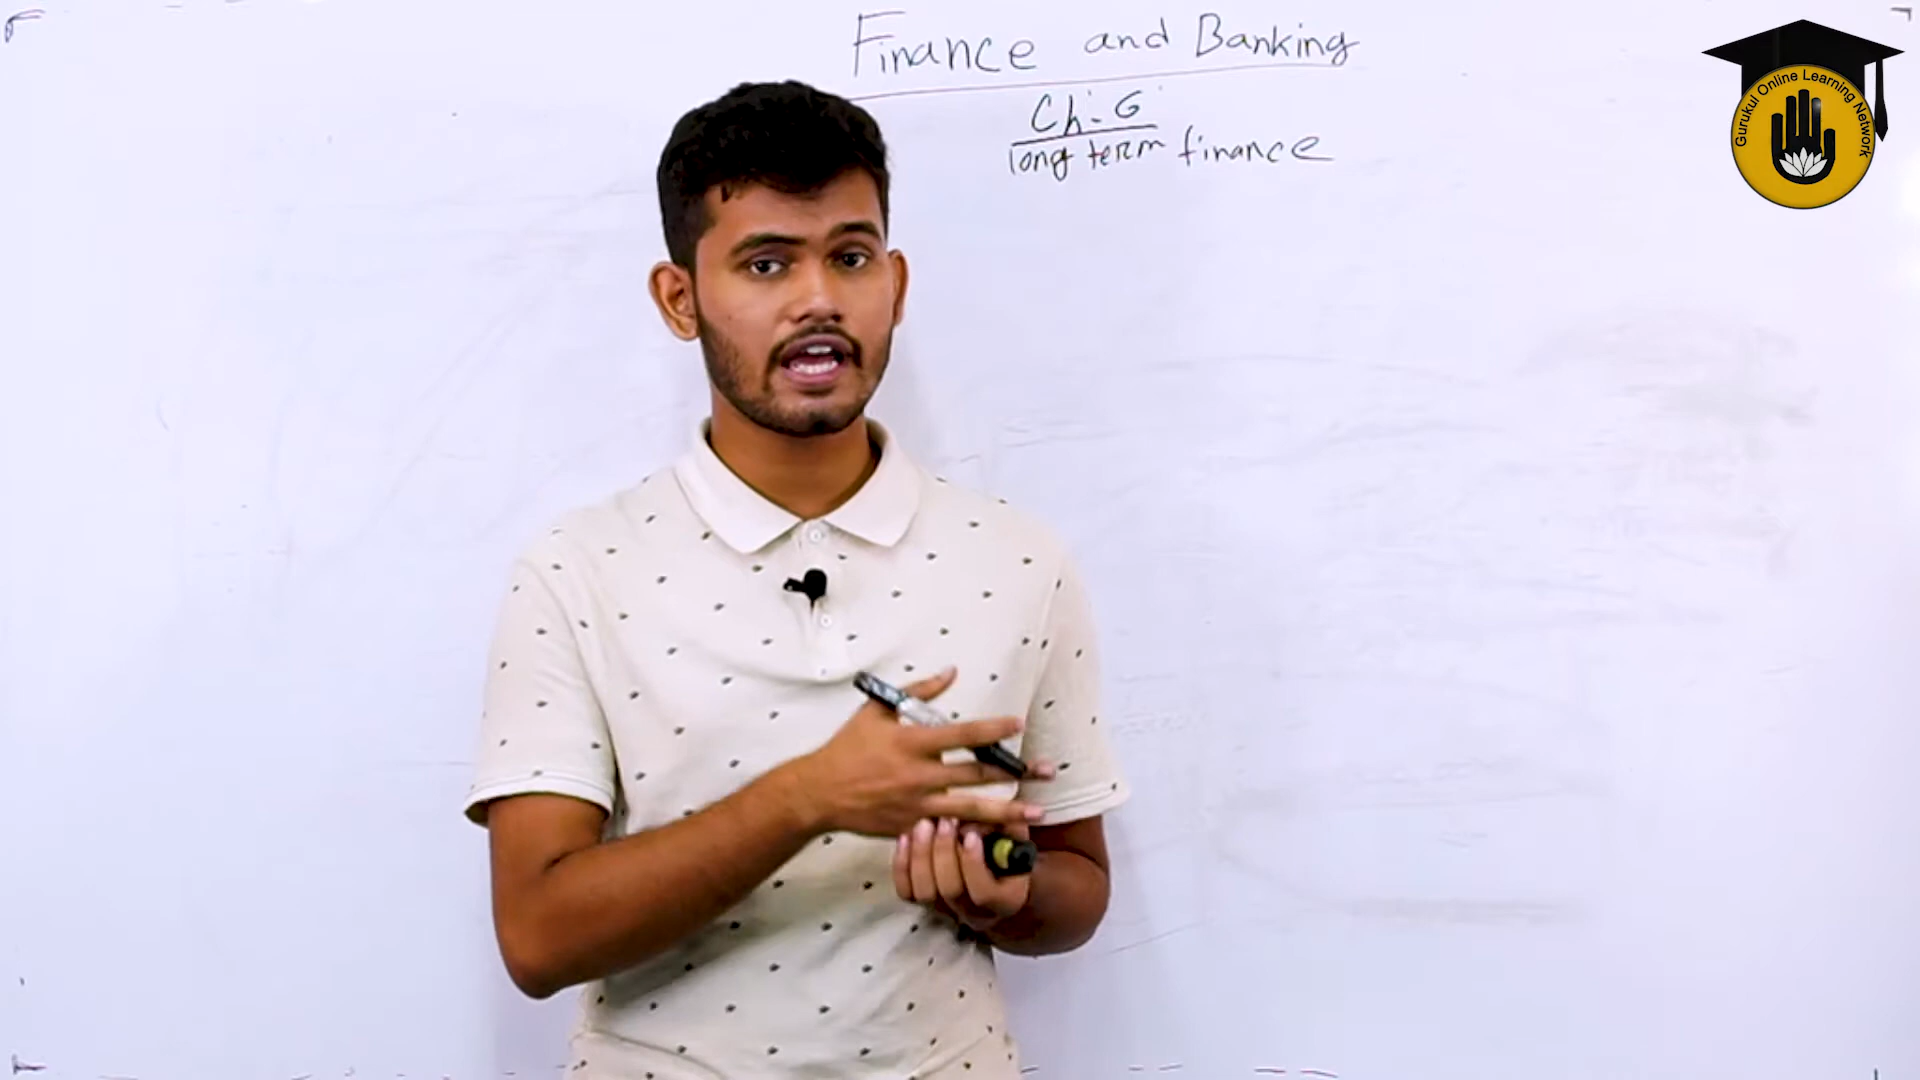 Finance and Banking
Ch:- 6
long term finance
Gurukul Online Learning Network